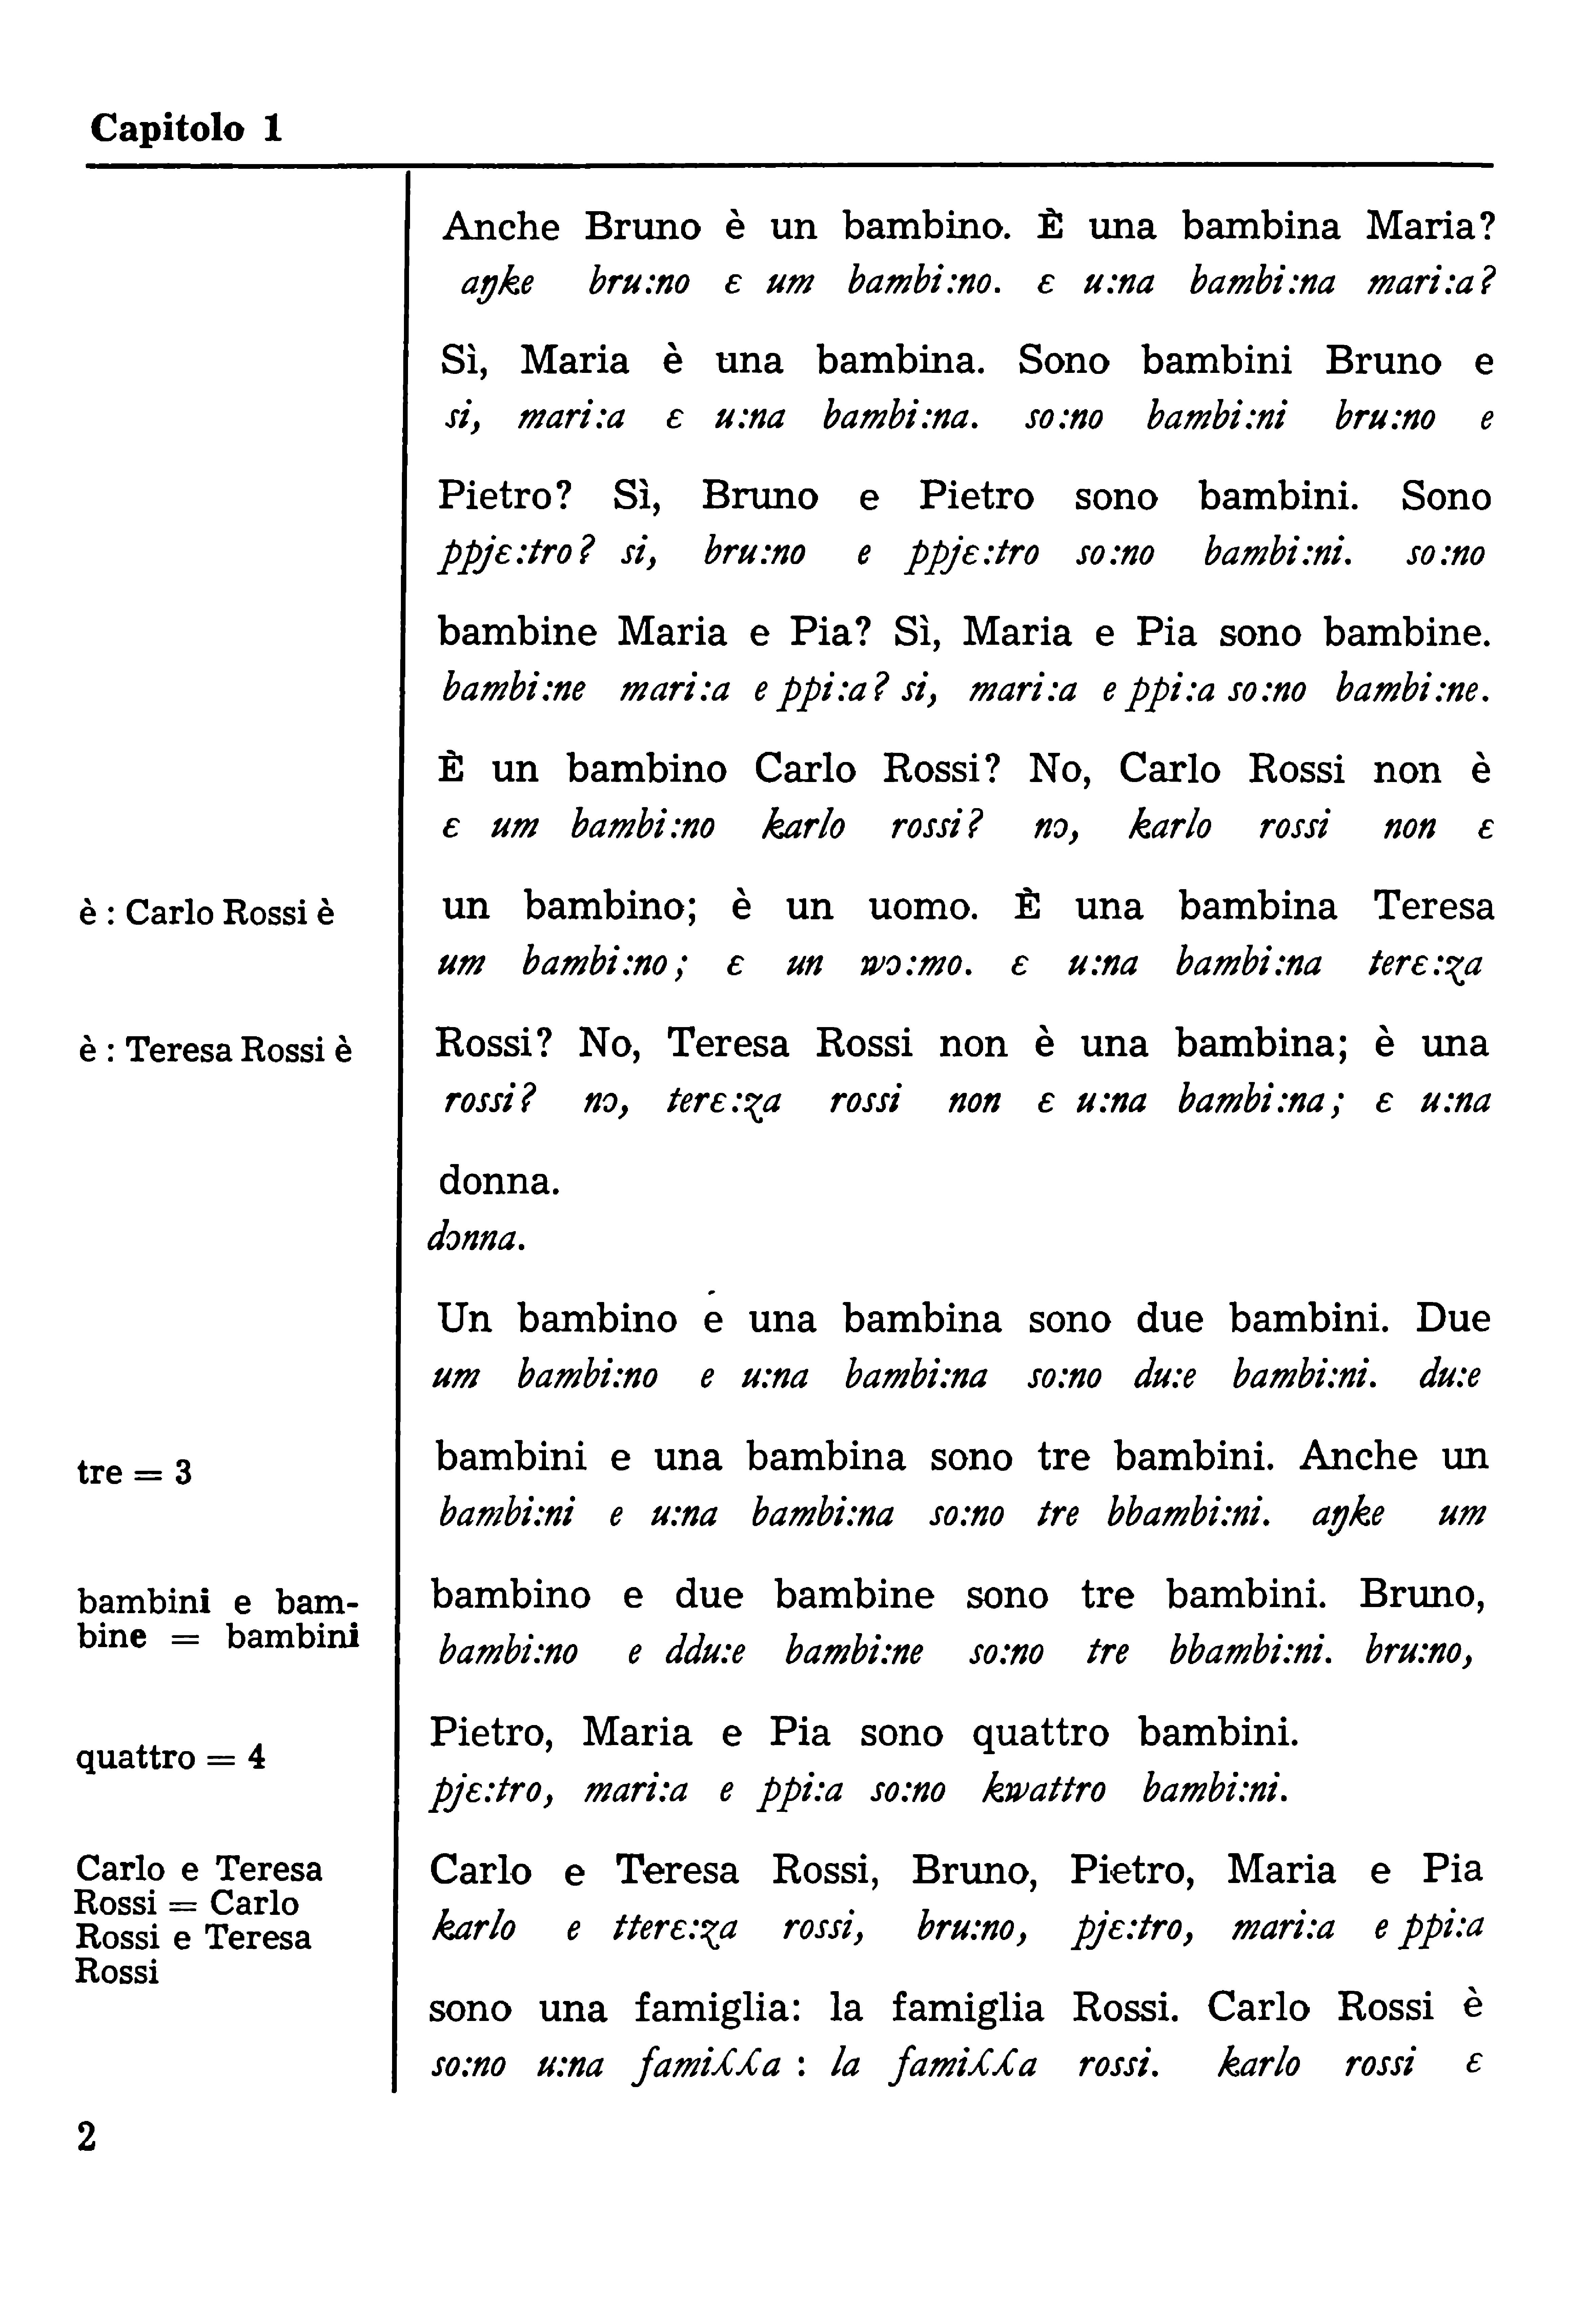 Capitolo 1
Anche Bruno è un bambino. È una bambina Maria?
aŋke bru:no ɛ um bambi:no. ɛ u:na bambi:na mari:a?
Sì, Maria è una bambina. Sono bambini Bruno e
si, mari:a ɛ u:na bambi:na. so:no bambi:ni bru:no e
Pietro? Sì, Bruno e Pietro sono bambini. Sono
ppjɛ:tro? si, bru:no e ppjɛ:tro so:no bambi:ni. so:no
bambine Maria e Pia? Sì, Maria e Pia sono bambine.
bambi:ne mari:a e ppi:a? si, mari:a e ppi:a so:no bambi:ne.
È un bambino Carlo Rossi? No, Carlo Rossi non è
ɛ um bambi:no karlo rossi? nɔ, karlo rossi non ɛ
è : Carlo Rossi è
un bambino; è un uomo. È una bambina Teresa
um bambi:no; ɛ un wɔ:mo. ɛ u:na bambi:na terɛ:ʒa
è : Teresa Rossi è
Rossi? No, Teresa Rossi non è una bambina; è una
rossi? nɔ, terɛ:ʒa rossi non ɛ u:na bambi:na; ɛ u:na
donna.
dɔnna.
Un bambino e una bambina sono due bambini. Due
um bambi:no e u:na bambi:na so:no du:e bambi:ni. du:e
tre = 3
bambini e una bambina sono tre bambini. Anche un
bambi:ni e u:na bambi:na so:no tre bbambi:ni. aŋke um
bambini e bam-
bine = bambini
bambino e due bambine sono tre bambini. Bruno,
bambi:no e ddu:e bambi:ne so:no tre bbambi:ni. bru:no,
quattro = 4
Pietro, Maria e Pia sono quattro bambini.
pjɛ:tro, mari:a e ppi:a so:no kwattro bambi:ni.
Carlo e Teresa
Rossi = Carlo
Rossi e Teresa
Rossi
Carlo e Teresa Rossi, Bruno, Pietro, Maria e Pia
karlo e tterɛ:ʒa rossi, bru:no, pjɛ:tro, mari:a e ppi:a
sono una famiglia: la famiglia Rossi. Carlo Rossi è
so:no u:na famiʎʎa : la famiʎʎa rossi. karlo rossi ɛ
2